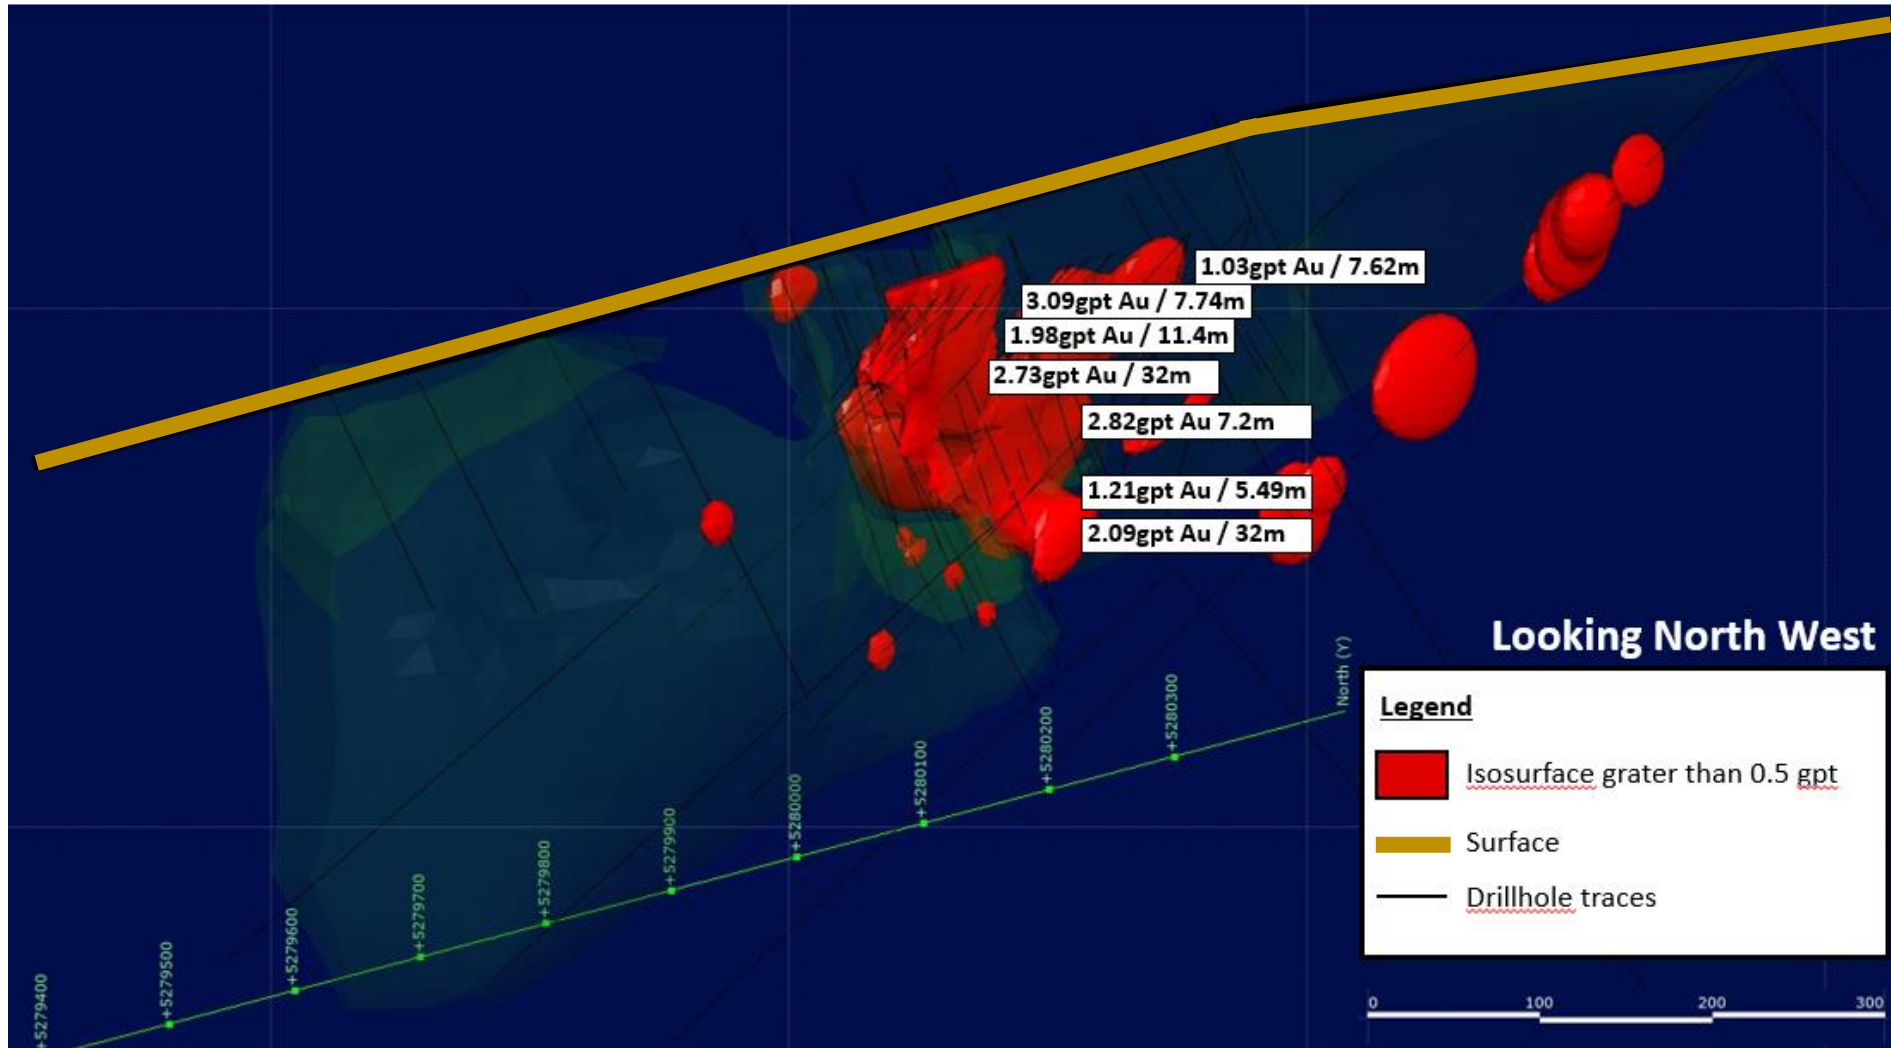 1.03gpt Au / 7.62m
3.09gpt Au / 7.74m
1.98gpt Au / 11.4m
2.73gpt Au / 32m
2.82gpt Au 7.2m
1.21gpt Au / 5.49m
2.09gpt Au / 32m
Looking North West
Legend
Isosurface grater than 0.5 gpt
Surface
Drillhole traces
+5279400
+5279500
+5279600
+5279700
+5279800
+5279900
+5280000
+5280100
+5280200
+5280300
North (Y)
0 100 200 300